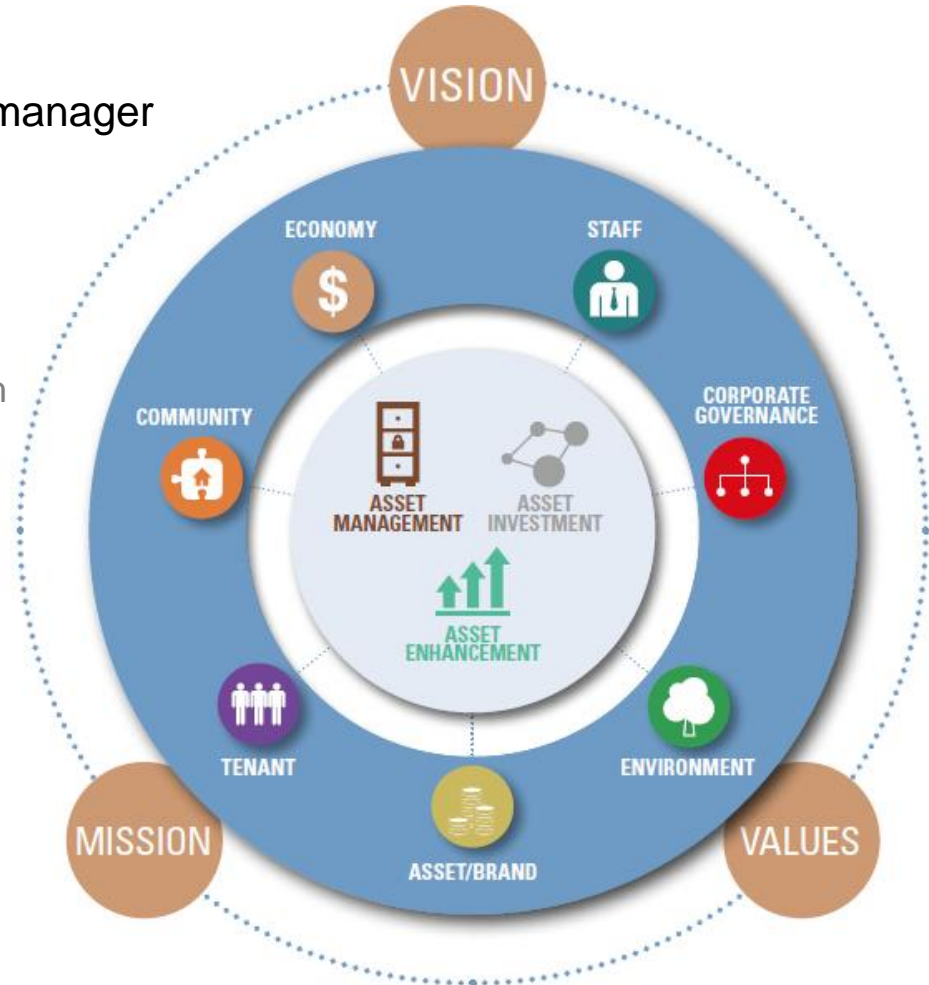 VISION
manager
ECONOMY
STAFF
$
n
COMMUNITY
CORPORATE
GOVERNANCE
ASSET
MANAGEMENT
ASSET
INVESTMENT
ASSET
ENHANCEMENT
TENANT
ENVIRONMENT
MISSION
VALUES
ASSET/BRAND